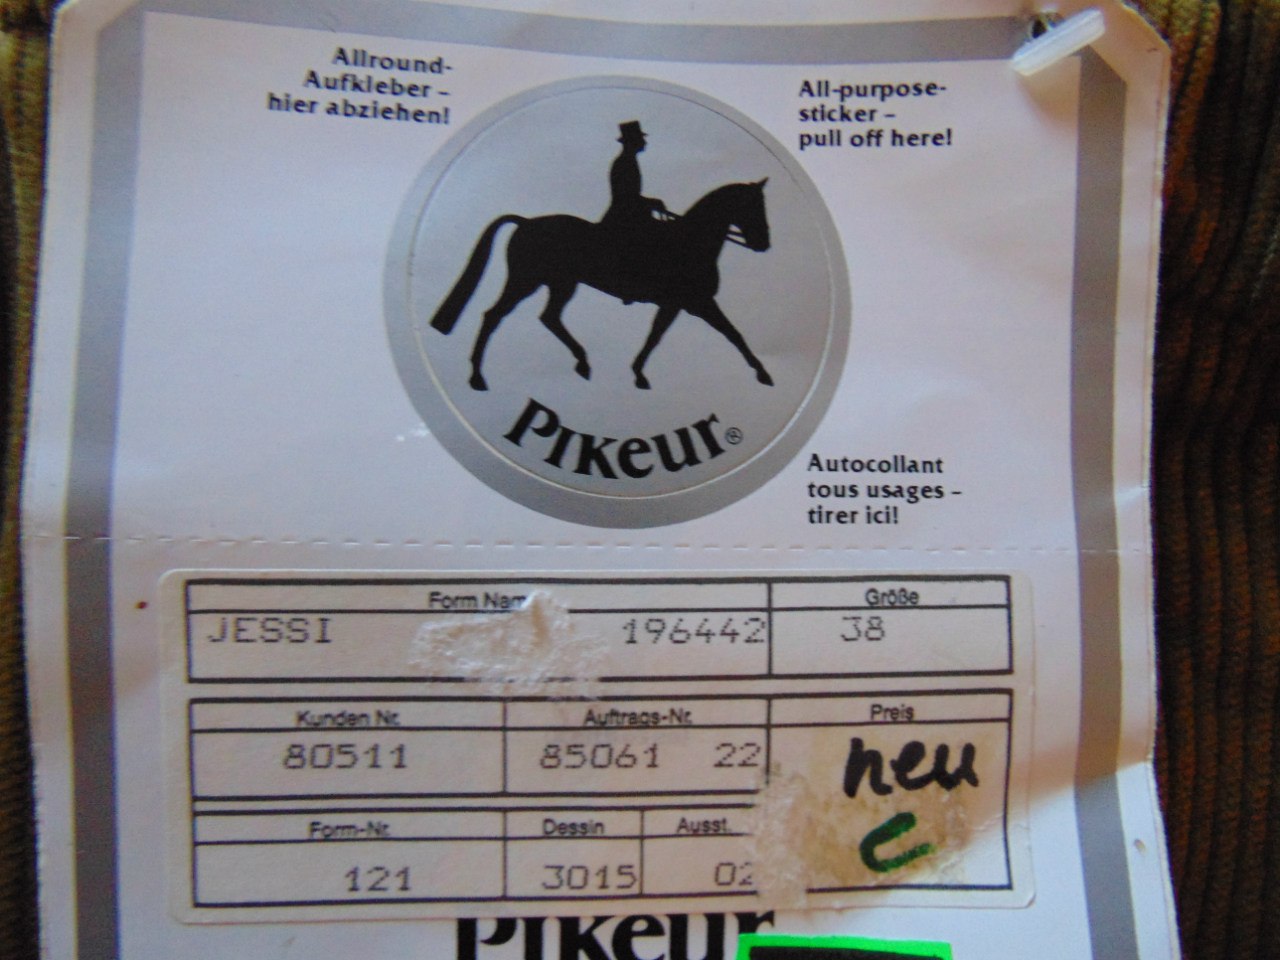 Allround-
Aufkleber –
hier abziehen!
All-purpose-
sticker –
pull off here!
PIKEUR®
Autocollant
tous usages –
tirer ici!
Form Nam Größe
JESSI 196442 38
Kunden Nr. Auftrags-Nr. Preis
80511 85061 22 neu
Form-Nr. Dessin Ausst.
121 3015 02
PIKEUR